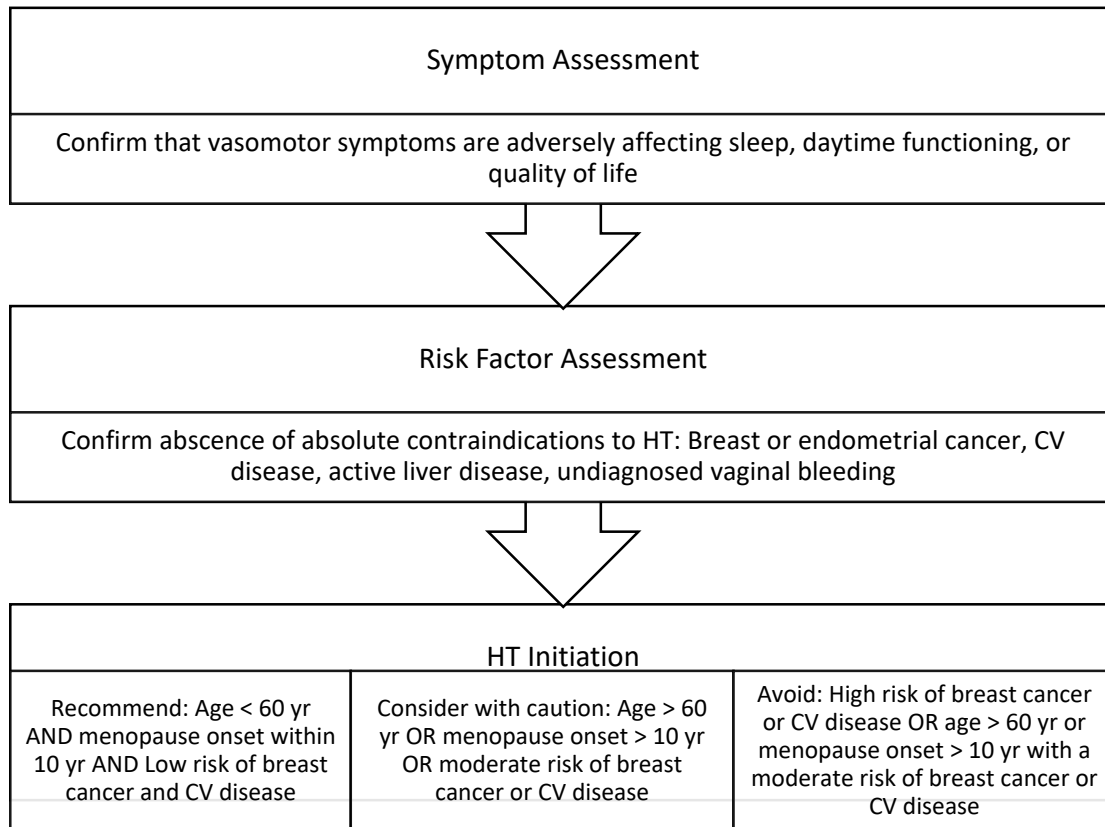 Symptom Assessment
Confirm that vasomotor symptoms are adversely affecting sleep, daytime functioning, or
quality of life
Risk Factor Assessment
Confirm abscence of absolute contraindications to HT: Breast or endometrial cancer, CV
disease, active liver disease, undiagnosed vaginal bleeding
HT Initiation
Recommend: Age < 60 yr
AND menopause onset within
10 yr AND Low risk of breast
cancer and CV disease
Consider with caution: Age > 60
yr OR menopause onset > 10 yr
OR moderate risk of breast
cancer or CV disease
Avoid: High risk of breast cancer
or CV disease OR age > 60 yr or
menopause onset > 10 yr with a
moderate risk of breast cancer or
CV disease